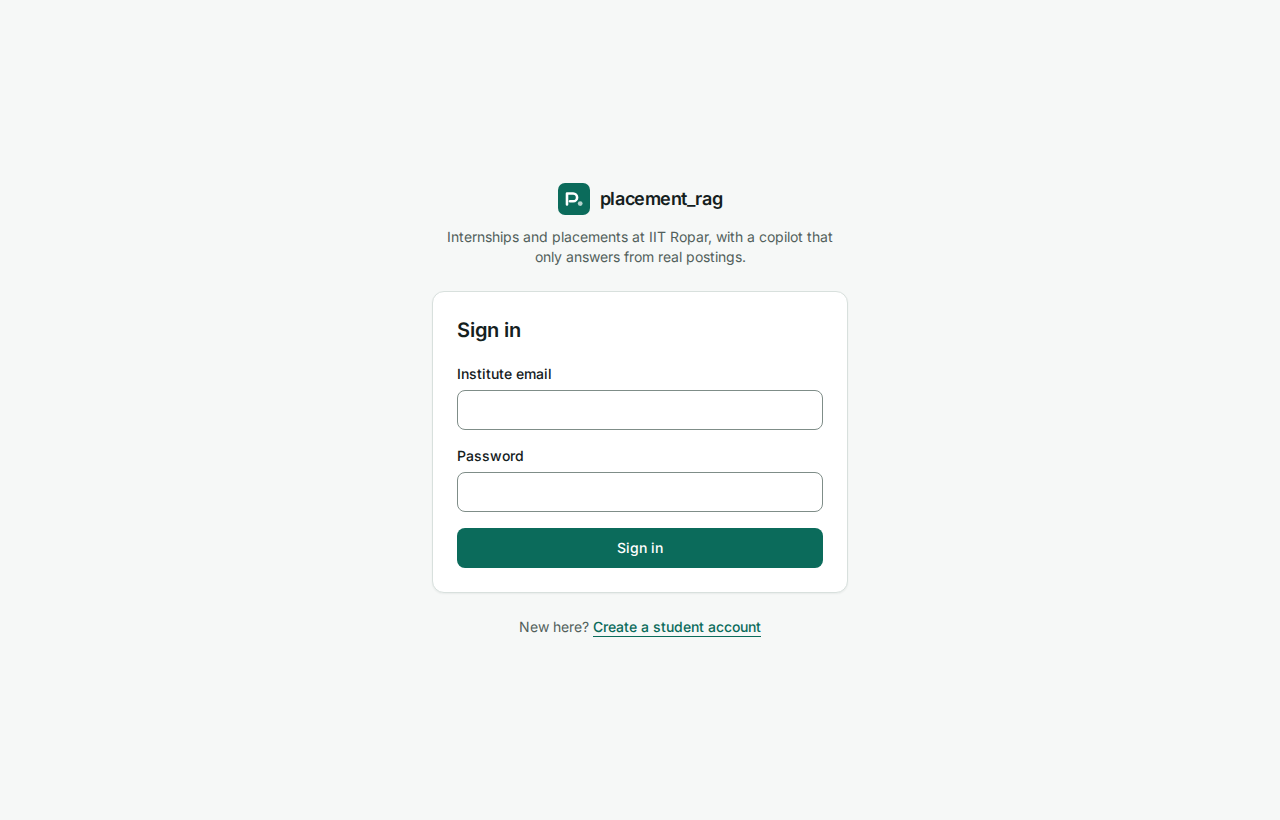 P.
placement_rag
Internships and placements at IIT Ropar, with a copilot that
only answers from real postings.
Sign in
Institute email
Password
Sign in
New here? Create a student account